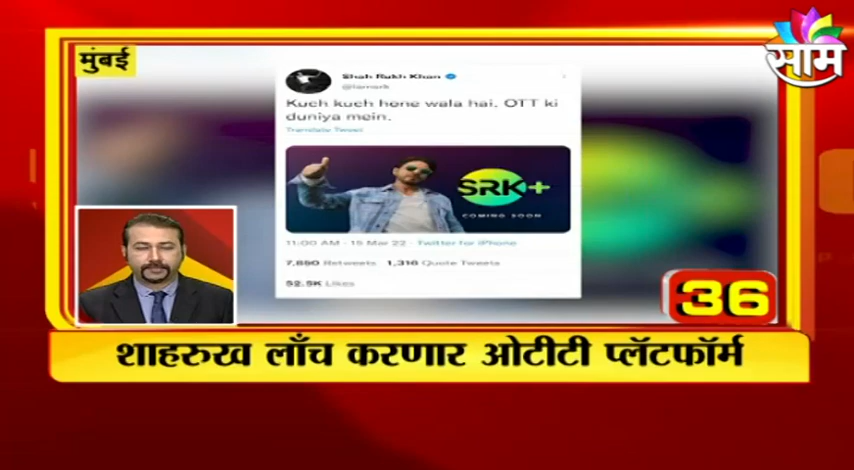 मुंबई
साम
Shah Rukh Khan
@iamsrk
Kuch kuch hone wala hai, OTT ki
duniya mein.
Translate Tweet
SRK+
COMING SOON
11:00 AM · 15 Mar 22 · Twitter for iPhone
7,850 Retweets 1,316 Quote Tweets
52.5K Likes
36
शाहरुख लाँच करणार ओटीटी प्लॅटफॉर्म